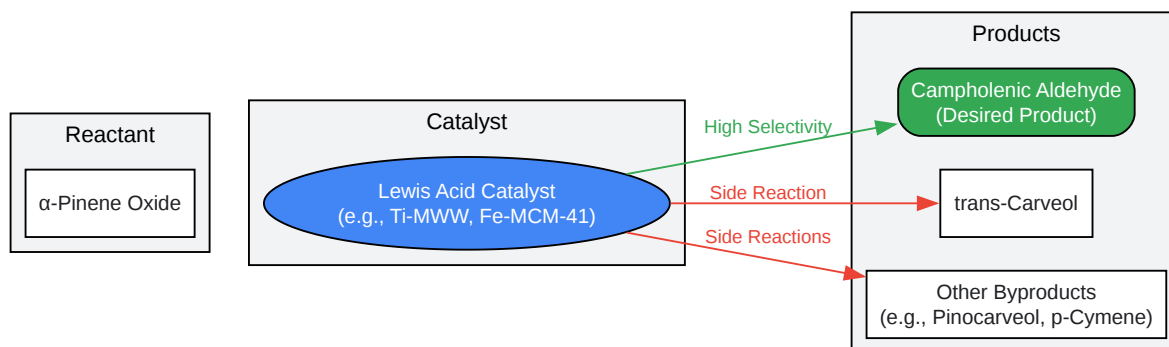 Reactant
α-Pinene Oxide
Catalyst
Lewis Acid Catalyst
(e.g., Ti-MWW, Fe-MCM-41)
High Selectivity
Side Reaction
Side Reactions
Products
Campholenic Aldehyde
(Desired Product)
trans-Carveol
Other Byproducts
(e.g., Pinocarveol, p-Cymene)